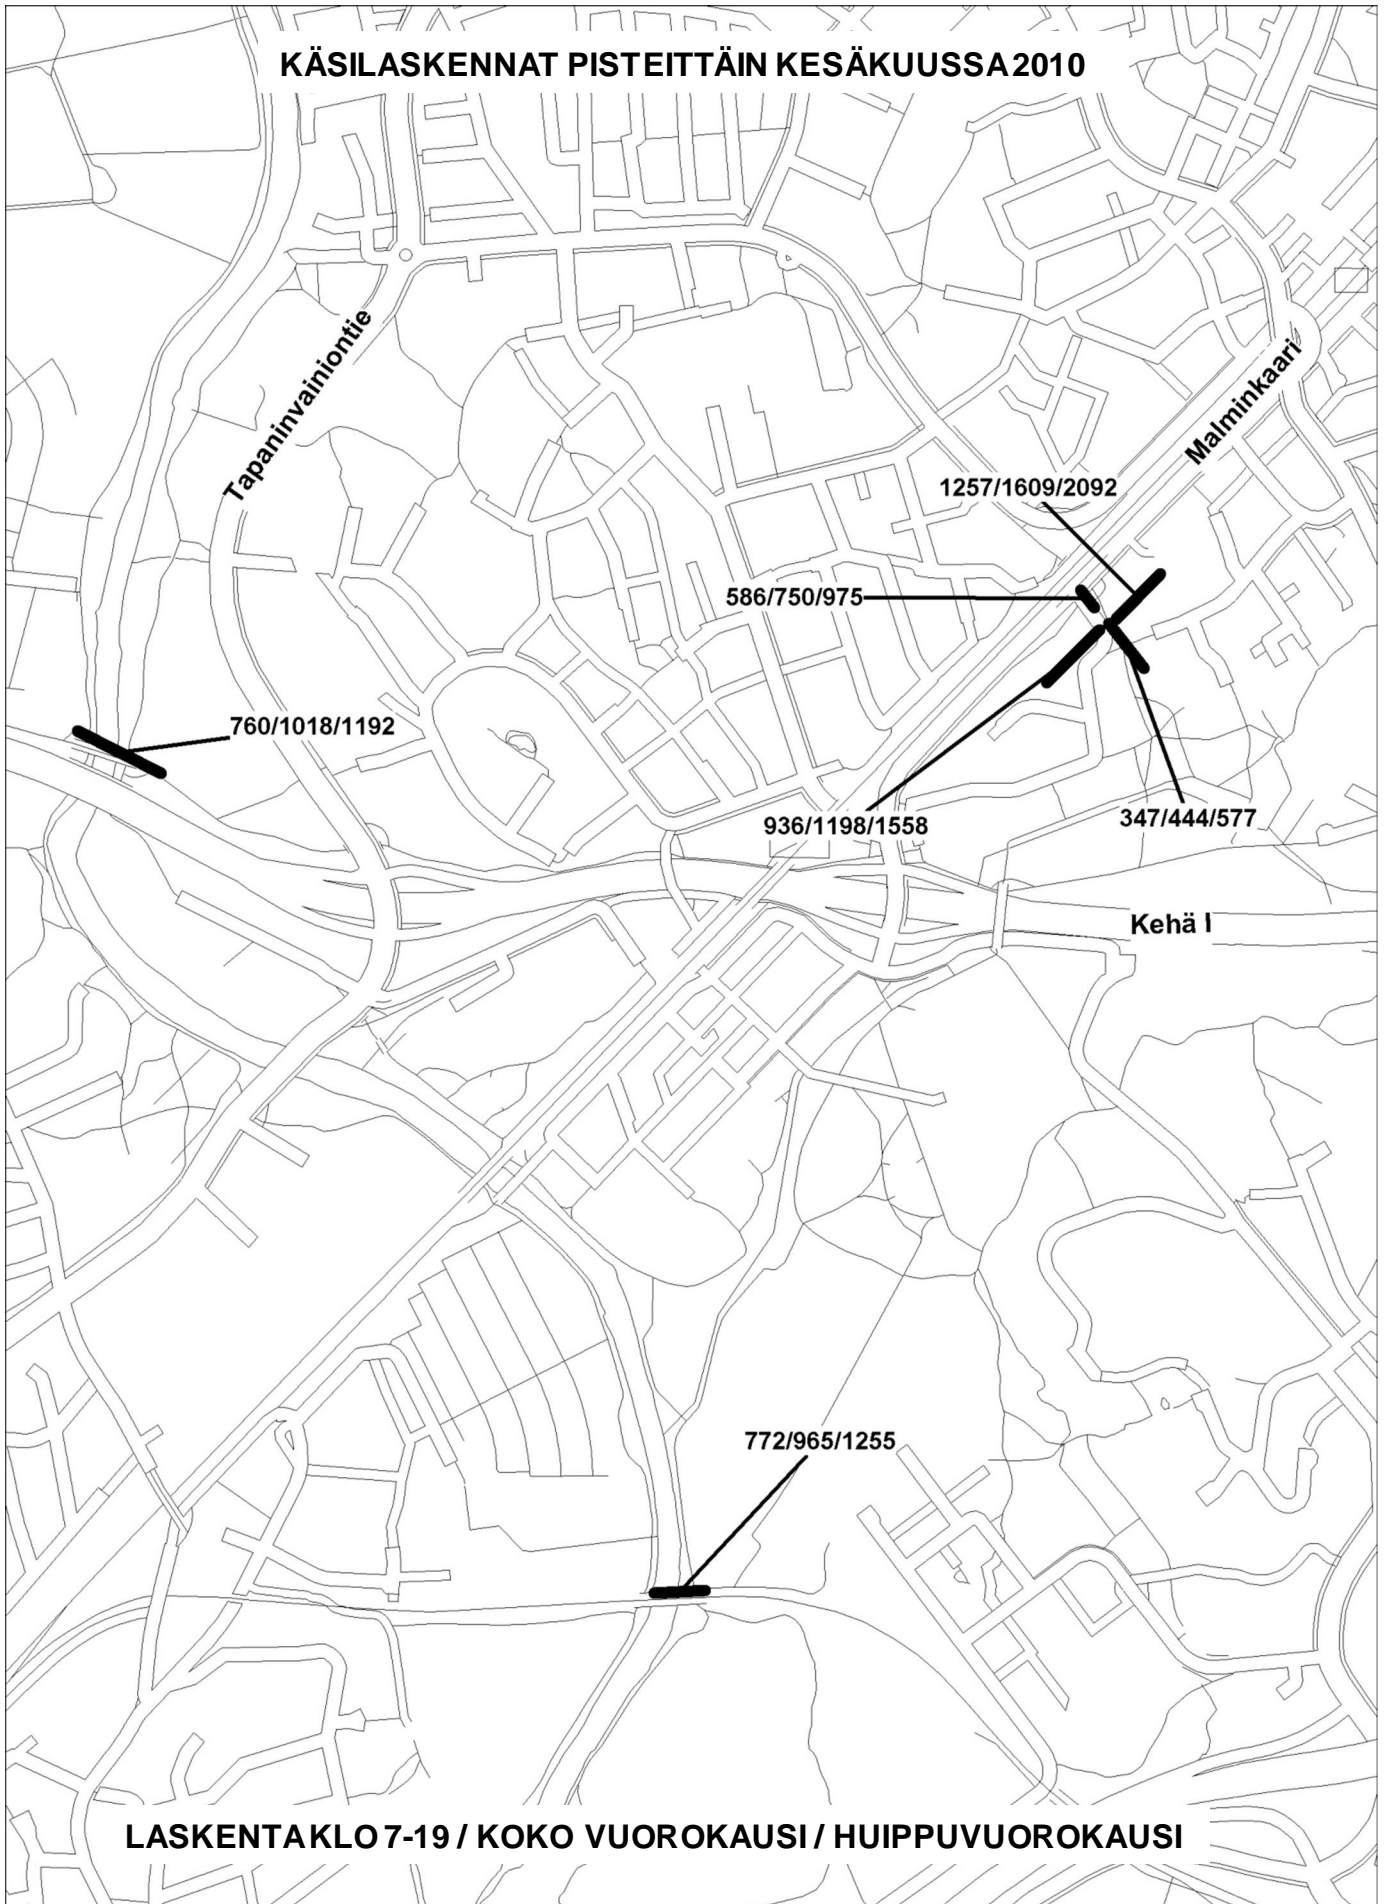 KÄSILASKENNAT PISTEITTÄIN KESÄKUUSSA 2010
Tapaninvainiontie
Malminkaari
1257/1609/2092
586/750/975
760/1018/1192
936/1198/1558
347/444/577
Kehä I
772/965/1255
LASKENTA KLO 7-19 / KOKO VUOROKAUSI / HUIPPUVUOROKAUSI